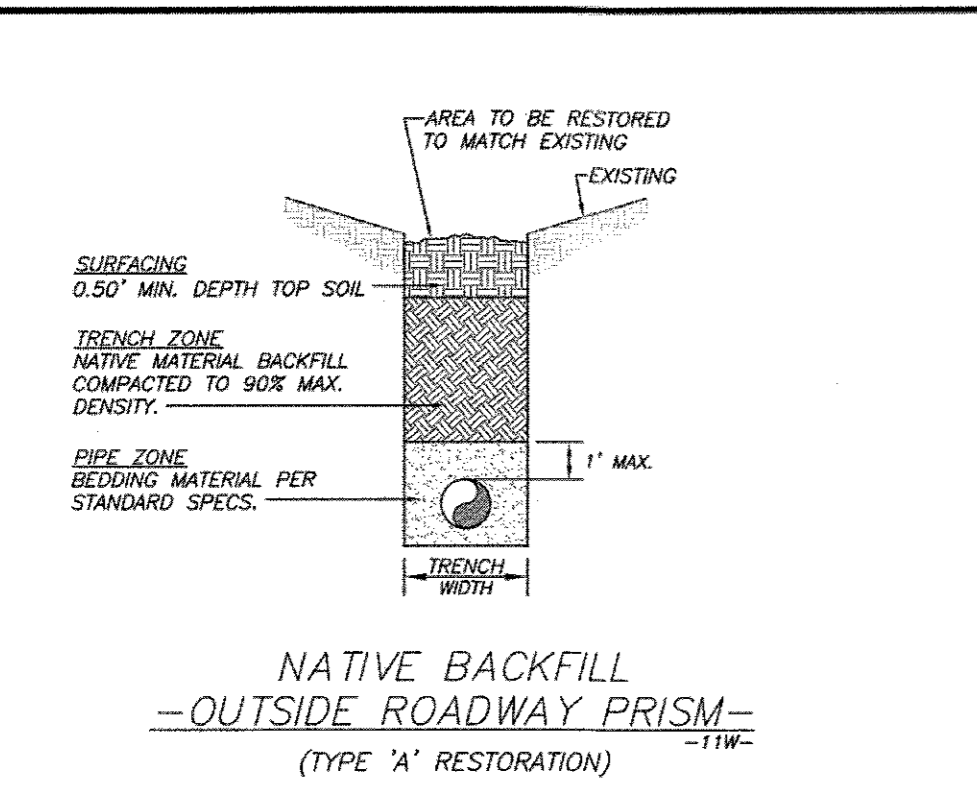 AREA TO BE RESTORED
TO MATCH EXISTING
EXISTING
SURFACING
0.50' MIN. DEPTH TOP SOIL
TRENCH ZONE
NATIVE MATERIAL BACKFILL
COMPACTED TO 90% MAX.
DENSITY.
PIPE ZONE
BEDDING MATERIAL PER
STANDARD SPECS.
1' MAX.
TRENCH
WIDTH
NATIVE BACKFILL
-OUTSIDE ROADWAY PRISM-
-11W-
(TYPE 'A' RESTORATION)